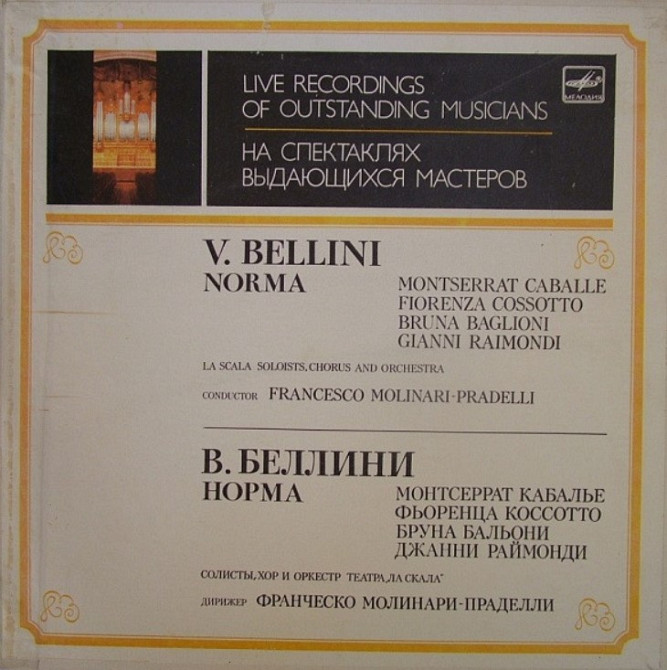 LIVE RECORDINGS
OF OUTSTANDING MUSICIANS
МЕЛОДИЯ
НА СПЕКТАКЛЯХ
ВЫДАЮЩИХСЯ МАСТЕРОВ
V. BELLINI
NORMA
MONTSERRAT CABALLE
FIORENZA COSSOTTO
BRUNA BAGLIONI
GIANNI RAIMONDI
LA SCALA SOLOISTS, CHORUS AND ORCHESTRA
CONDUCTOR FRANCESCO MOLINARI-PRADELLI
В. БЕЛЛИНИ
НОРМА
МОНТСЕРРАТ КАБАЛЬЕ
ФЬОРЕНЦА КОССОТТО
БРУНА БАЛЬОНИ
ДЖАННИ РАЙМОНДИ
СОЛИСТЫ, ХОР И ОРКЕСТР ТЕАТРА „ЛА СКАЛА"
ДИРИЖЕР ФРАНЧЕСКО МОЛИНАРИ-ПРАДЕЛЛИ